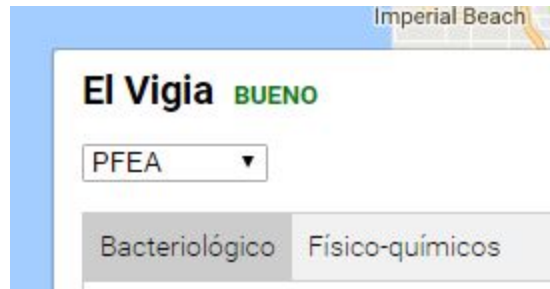 Imperial Beach
El Vigia BUENO
PFEA
Bacteriológico Físico-químicos